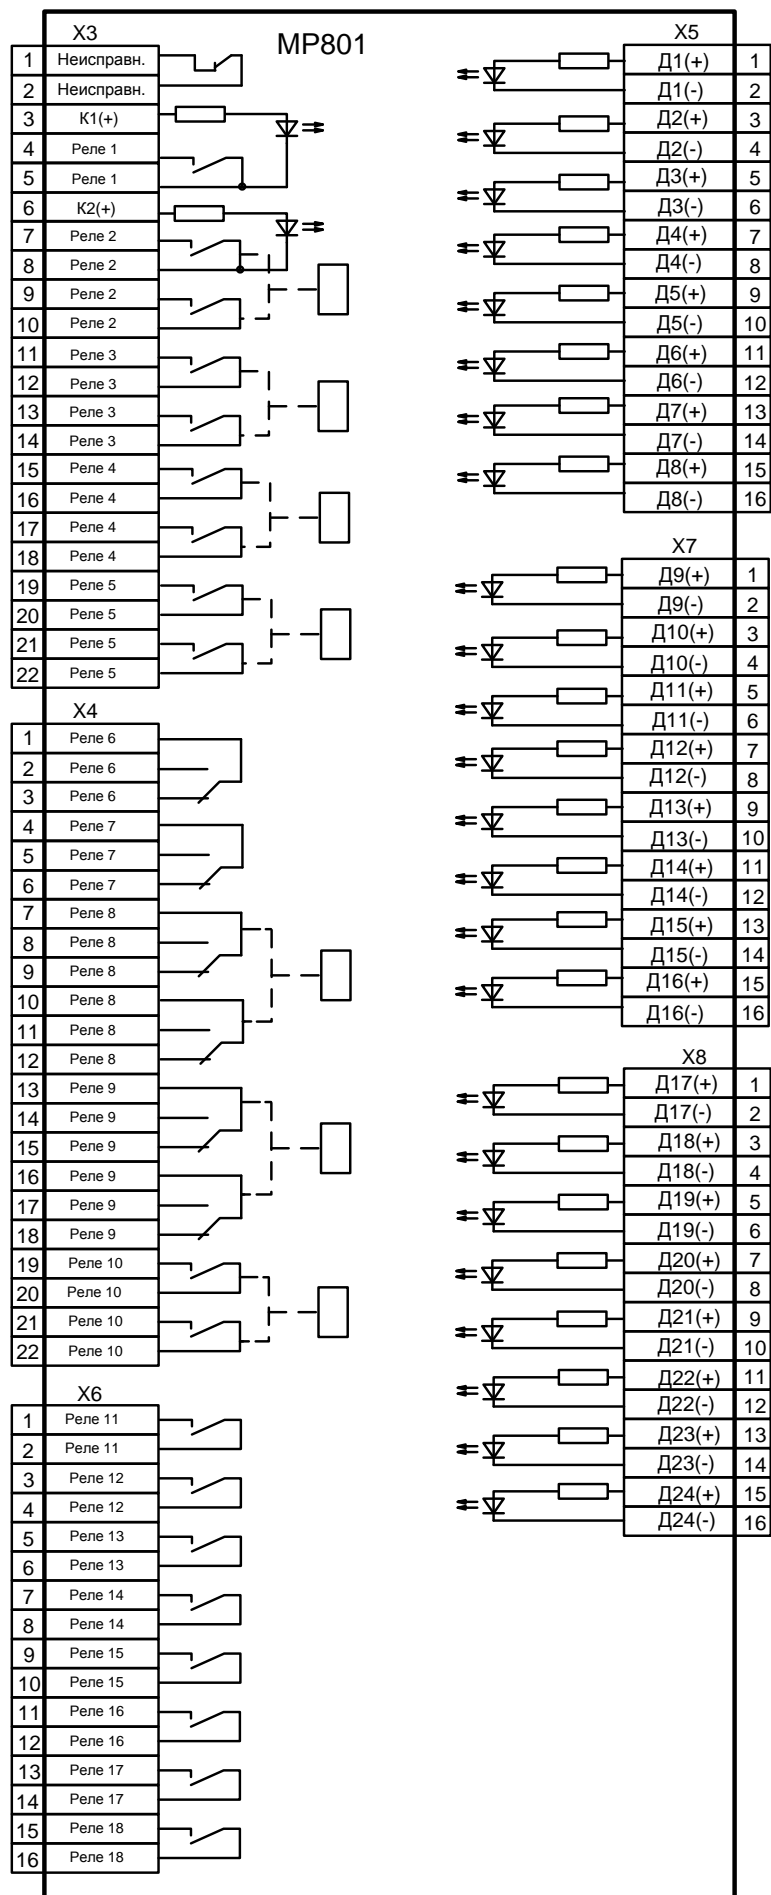 МР801
X3
1 Неисправн.
2 Неисправн.
3 К1(+)
4 Реле 1
5 Реле 1
6 К2(+)
7 Реле 2
8 Реле 2
9 Реле 2
10 Реле 2
11 Реле 3
12 Реле 3
13 Реле 3
14 Реле 3
15 Реле 4
16 Реле 4
17 Реле 4
18 Реле 4
19 Реле 5
20 Реле 5
21 Реле 5
22 Реле 5
X4
1 Реле 6
2 Реле 6
3 Реле 6
4 Реле 7
5 Реле 7
6 Реле 7
7 Реле 8
8 Реле 8
9 Реле 8
10 Реле 8
11 Реле 8
12 Реле 8
13 Реле 9
14 Реле 9
15 Реле 9
16 Реле 9
17 Реле 9
18 Реле 9
19 Реле 10
20 Реле 10
21 Реле 10
22 Реле 10
X6
1 Реле 11
2 Реле 11
3 Реле 12
4 Реле 12
5 Реле 13
6 Реле 13
7 Реле 14
8 Реле 14
9 Реле 15
10 Реле 15
11 Реле 16
12 Реле 16
13 Реле 17
14 Реле 17
15 Реле 18
16 Реле 18
X5
Д1(+) 1
Д1(-) 2
Д2(+) 3
Д2(-) 4
Д3(+) 5
Д3(-) 6
Д4(+) 7
Д4(-) 8
Д5(+) 9
Д5(-) 10
Д6(+) 11
Д6(-) 12
Д7(+) 13
Д7(-) 14
Д8(+) 15
Д8(-) 16
X7
Д9(+) 1
Д9(-) 2
Д10(+) 3
Д10(-) 4
Д11(+) 5
Д11(-) 6
Д12(+) 7
Д12(-) 8
Д13(+) 9
Д13(-) 10
Д14(+) 11
Д14(-) 12
Д15(+) 13
Д15(-) 14
Д16(+) 15
Д16(-) 16
X8
Д17(+) 1
Д17(-) 2
Д18(+) 3
Д18(-) 4
Д19(+) 5
Д19(-) 6
Д20(+) 7
Д20(-) 8
Д21(+) 9
Д21(-) 10
Д22(+) 11
Д22(-) 12
Д23(+) 13
Д23(-) 14
Д24(+) 15
Д24(-) 16